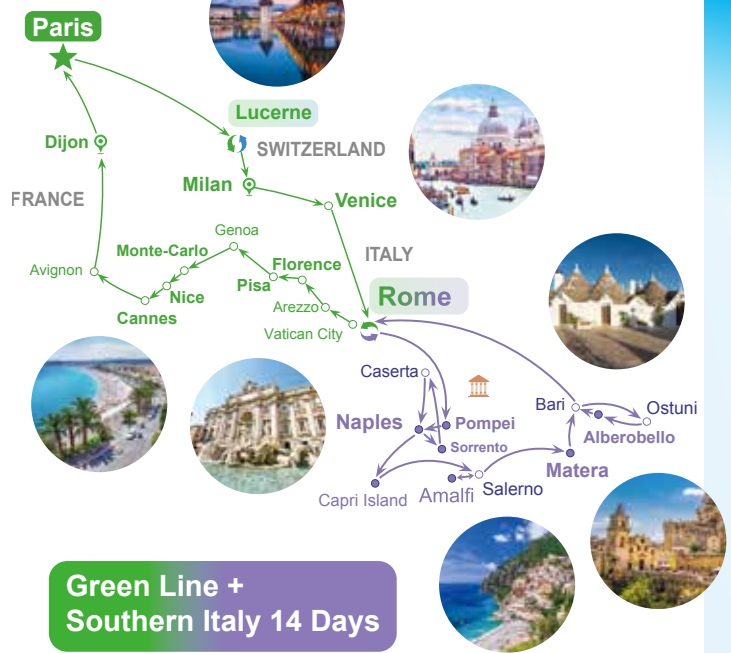 Paris
Lucerne
Dijon
SWITZERLAND
Milan
FRANCE
Venice
Genoa
ITALY
Monte-Carlo
Avignon
Florence
Pisa
Nice
Rome
Cannes
Arezzo
Vatican City
Caserta
Bari
Ostuni
Naples
Pompei
Alberobello
Sorrento
Matera
Capri Island
Amalfi
Salerno
Green Line +
Southern Italy 14 Days